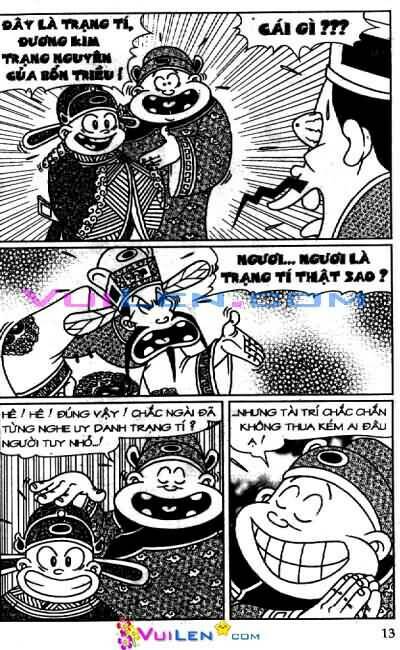 ĐÂY LÀ TRẠNG TÍ,
ĐƯƠNG KIM
TRẠNG NGUYÊN
CỦA BỔN TRIỀU !
CÁI GÌ ???
NGƯƠI... NGƯƠI LÀ
TRẠNG TÍ THẬT SAO ?
VUILEN.COM
HÊ ! HÊ ! ĐÚNG VẬY ! CHẮC NGÀI ĐÃ
TỪNG NGHE UY DANH TRẠNG TÍ ?
NGƯỜI TUY NHỎ...!
...NHƯNG TÀI TRÍ CHẮC CHẮN
KHÔNG THUA KÉM AI ĐÂU
Ạ !
13
VUILEN.COM